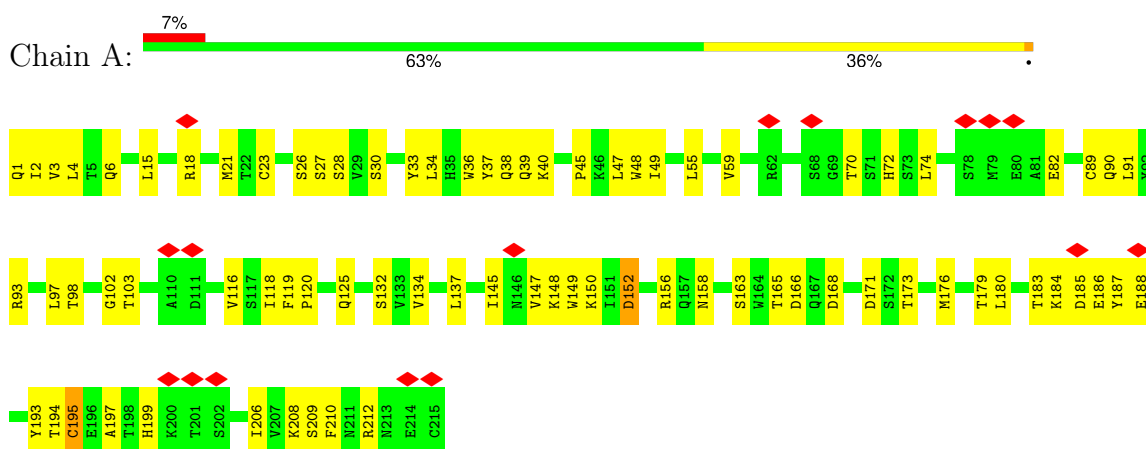 7%
Chain A:
63% 36% •
Q1 I2 V3 L4 T5 Q6 L15 R18 M21 T22 C23 S26 S27 S28 V29 S30 Y33 L34 H35 W36 Y37 Q38 Q39 K40 P45 K46 L47 W48 I49 L55 V59 R62 S68 G69 T70 S71 H72 S73 L74 S78 M79 E80 A81 E82 C89 Q90 L91
R93 L97 T98 G102 T103 A110 D111 V116 S117 I118 F119 P120 Q125 S132 V133 V134 L137 I145 N146 V147 K148 W149 K150 I151 D152 R156 Q157 N158 S163 W164 T165 D166 Q167 D168 D171 S172 T173 M176 T179 L180 T183 K184 D185 E186 Y187 E188
Y193 T194 C195 E196 A197 T198 H199 K200 T201 S202 I206 V207 K208 S209 F210 N211 R212 N213 E214 C215